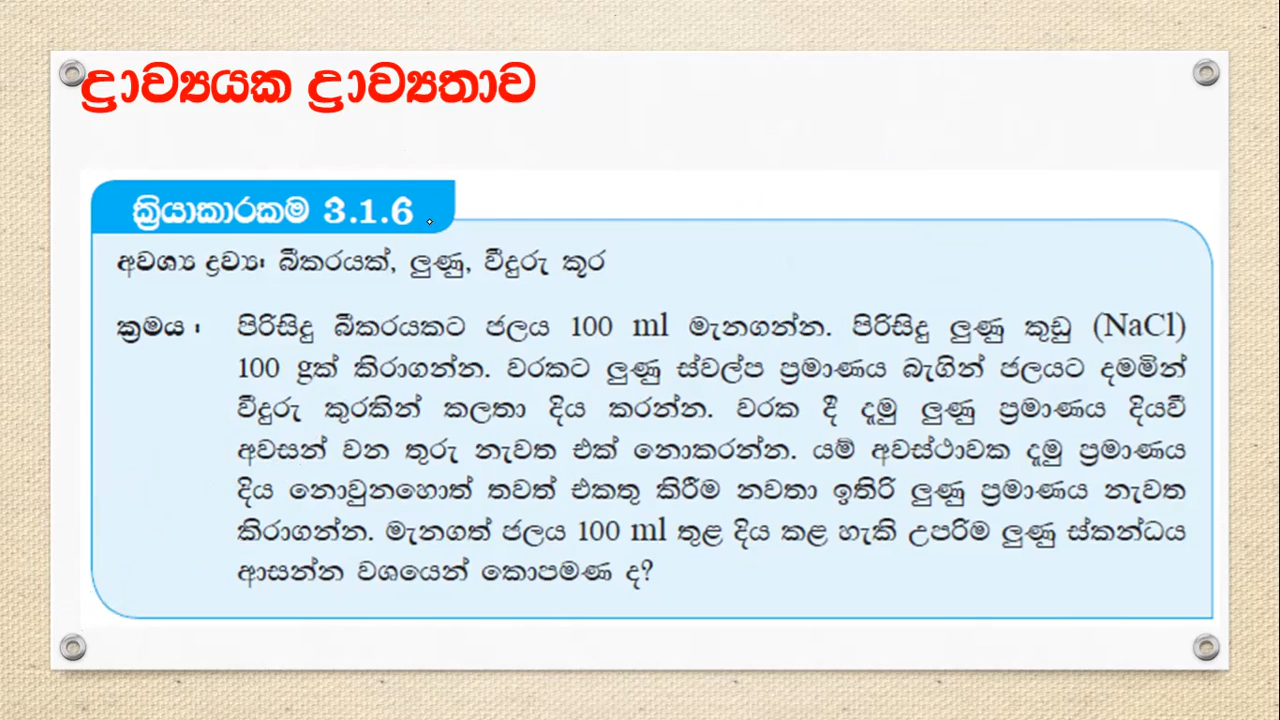 ද්‍රාව්‍යයක ද්‍රාව්‍යතාව
ක්‍රියාකාරකම 3.1.6
අවශ්‍ය ද්‍රව්‍ය: බීකරයක්, ලුණු, වීදුරු කූර
ක්‍රමය : පිරිසිදු බීකරයකට ජලය 100 ml මැනගන්න. පිරිසිදු ලුණු කුඩු (NaCl)
100 gක් කිරාගන්න. වරකට ලුණු ස්වල්ප ප්‍රමාණය බැගින් ජලයට දමමින්
වීදුරු කූරකින් කලතා දිය කරන්න. වරක දී දැමු ලුණු ප්‍රමාණය දියවී
අවසන් වන තුරු නැවත එක් නොකරන්න. යම් අවස්ථාවක දැමු ප්‍රමාණය
දිය නොවුනහොත් තවත් එකතු කිරීම නවතා ඉතිරි ලුණු ප්‍රමාණය නැවත
කිරාගන්න. මැනගත් ජලය 100 ml තුළ දිය කළ හැකි උපරිම ලුණු ස්කන්ධය
ආසන්න වශයෙන් කොපමණ ද?